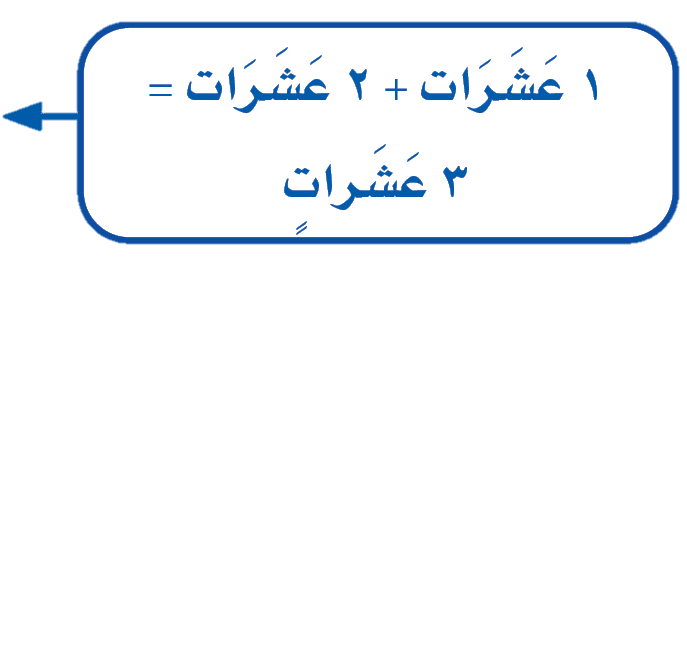 ١ عَشَرَات + ٢ عَشَرَات =
٣ عَشَراتٍ